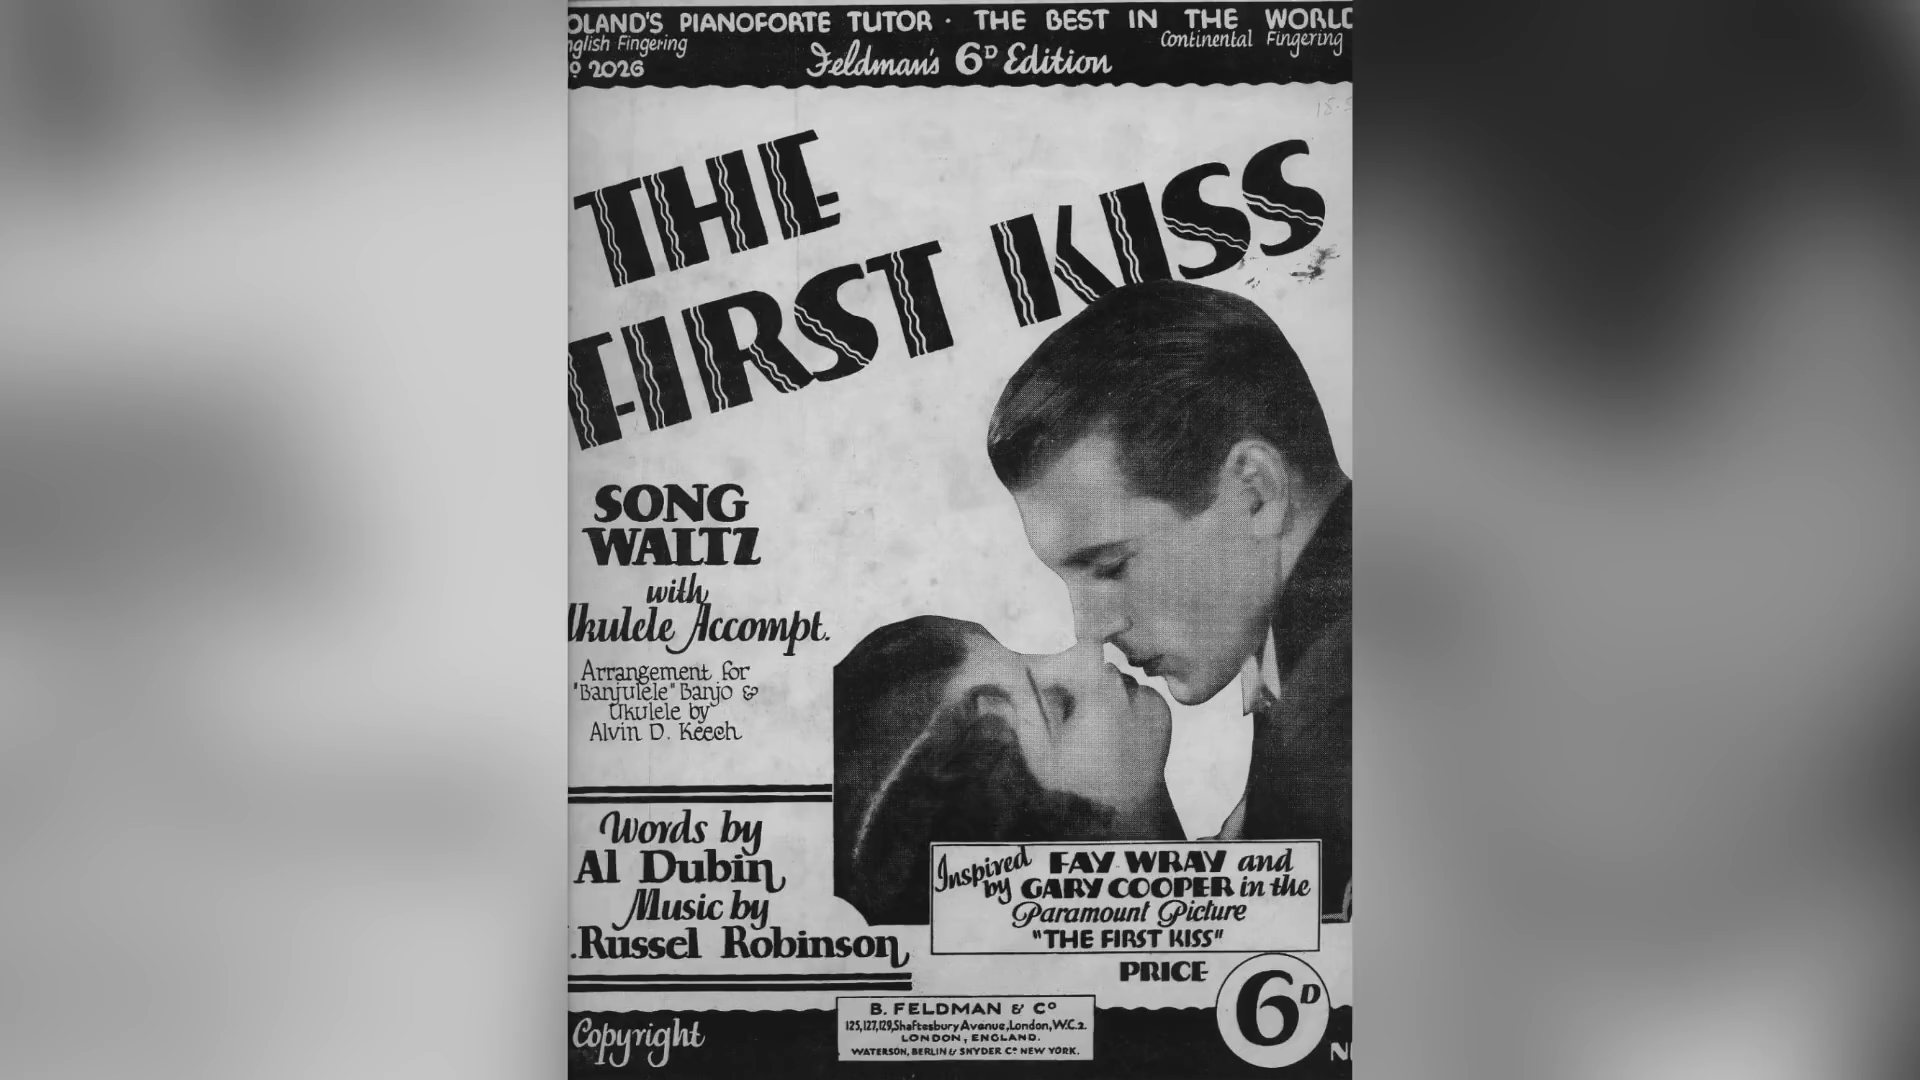 OLAND'S PIANOFORTE TUTOR · THE BEST IN THE WORLD
glish Fingering
Continental Fingering
º 2026
Feldman's 6D Edition
18-
THE
FIRST KISS
SONG
WALTZ
with
Ukulele Accompt.
Arrangement for
"Banjulele" Banjo &
Ukulele by
Alvin D. Keech
Words by
Al Dubin
Music by
.Russel Robinson
Inspired by FAY WRAY and
GARY COOPER in the
Paramount Picture
"THE FIRST KISS"
PRICE
6D
B. FELDMAN & Cº
125,127,129,Shaftesbury Avenue, London, W.C.2.
LONDON, ENGLAND.
WATERSON, BERLIN & SNYDER Cº NEW YORK.
Copyright